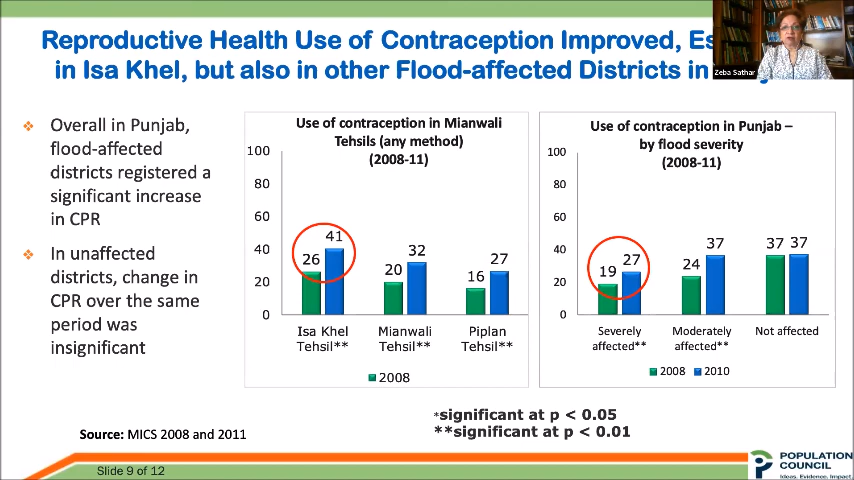 Reproductive Health Use of Contraception Improved,
in Isa Khel, but also in other Flood-affected Districts in
Zeba Sathar
❖ Overall in Punjab,
flood-affected
districts registered a
significant increase
in CPR
❖ In unaffected
districts, change in
CPR over the same
period was
insignificant
Use of contraception in Mianwali
Tehsils (any method)
(2008-11)
100
80
60
40
20
0
26 41
20 32
16 27
Isa Khel Tehsil**
Mianwali Tehsil**
Piplan Tehsil**
2008
Use of contraception in Punjab –
by flood severity
(2008-11)
100
80
60
40
20
0
19 27
24 37
37 37
Severely affected**
Moderately affected**
Not affected
2008 2010
*significant at p < 0.05
**significant at p < 0.01
Source: MICS 2008 and 2011
Slide 9 of 12
POPULATION
COUNCIL
Ideas. Evidence. Impact.